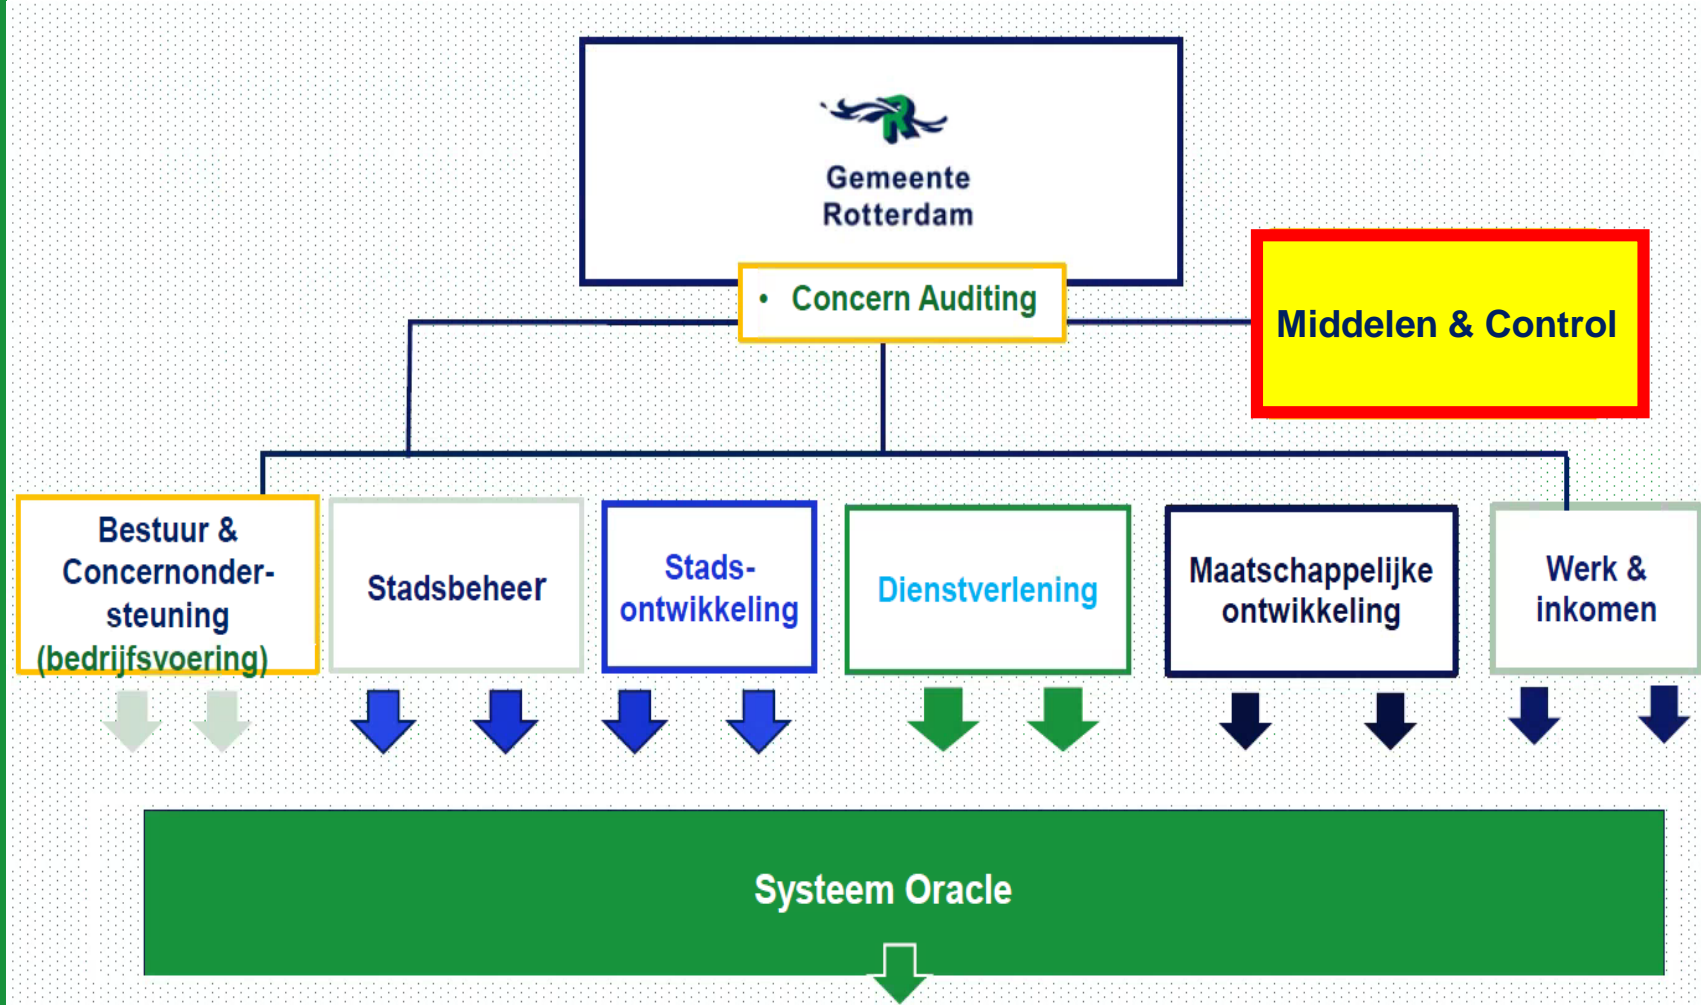 Gemeente
Rotterdam
• Concern Auditing
Middelen & Control
Bestuur &
Concernonder-
steuning
(bedrijfsvoering)
Stadsbeheer
Stads-
ontwikkeling
Dienstverlening
Maatschappelijke
ontwikkeling
Werk &
inkomen
Systeem Oracle